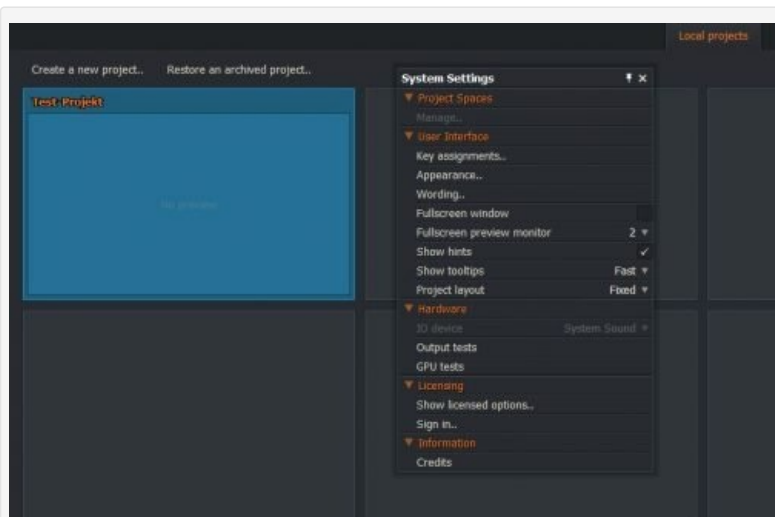 Local projects
Create a new project.. Restore an archived project..
Test-Projekt
No preview
System Settings
Project Spaces
Manage..
User Interface
Key assignments..
Appearance..
Wording..
Fullscreen window
Fullscreen preview monitor 2
Show hints
Show tooltips Fast
Project layout Fixed
Hardware
IO device System Sound
Output tests
GPU tests
Licensing
Show licensed options..
Sign in..
Information
Credits